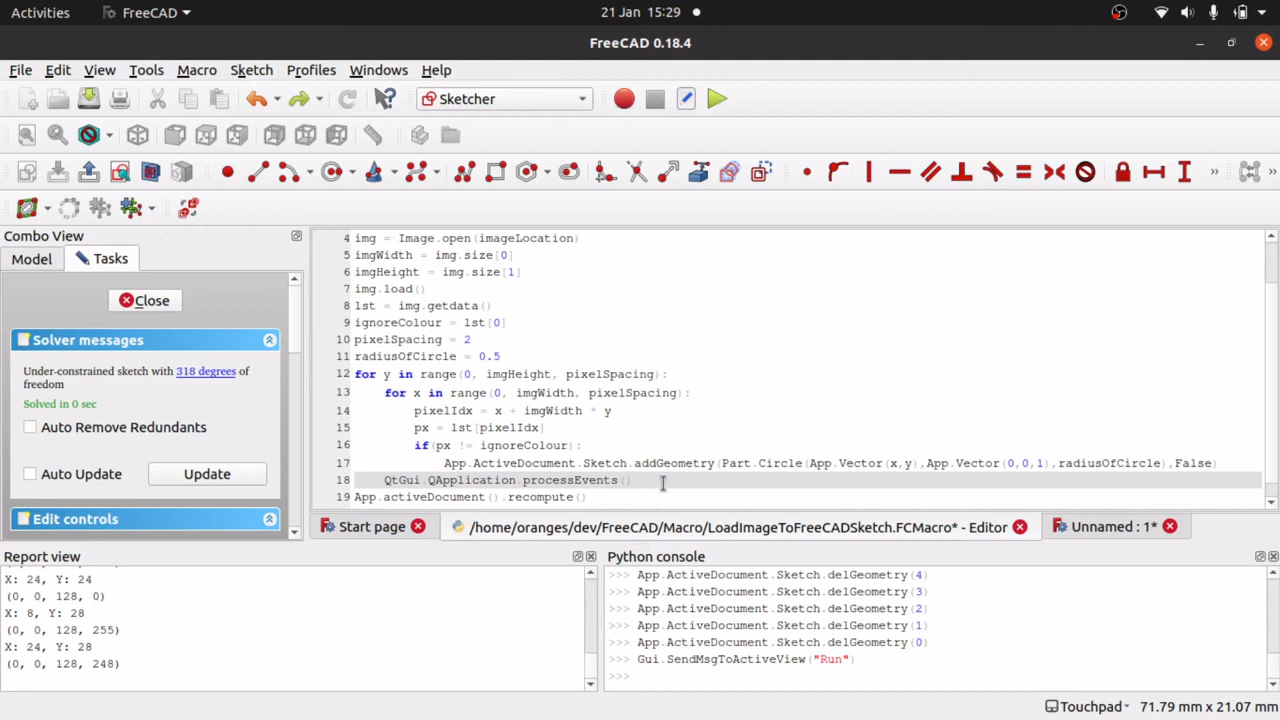 Activities
FreeCAD
21 Jan 15:29
FreeCAD 0.18.4
File Edit View Tools Macro Sketch Profiles Windows Help
Sketcher
Combo View
Model Tasks
Close
Solver messages
Under-constrained sketch with 318 degrees of
freedom
Solved in 0 sec
Auto Remove Redundants
Auto Update Update
Edit controls
4 img = Image.open(imageLocation)
5 imgWidth = img.size[0]
6 imgHeight = img.size[1]
7 img.load()
8 lst = img.getdata()
9 ignoreColour = lst[0]
10 pixelSpacing = 2
11 radiusOfCircle = 0.5
12 for y in range(0, imgHeight, pixelSpacing):
13 for x in range(0, imgWidth, pixelSpacing):
14 pixelIdx = x + imgWidth * y
15 px = lst[pixelIdx]
16 if(px != ignoreColour):
17 App.ActiveDocument.Sketch.addGeometry(Part.Circle(App.Vector(x,y),App.Vector(0,0,1),radiusOfCircle),False)
18 QtGui.QApplication.processEvents()
19 App.activeDocument().recompute()
Start page
/home/oranges/dev/FreeCAD/Macro/LoadImageToFreeCADSketch.FCMacro* - Editor
Unnamed : 1*
Report view
X: 24, Y: 24
(0, 0, 128, 0)
X: 8, Y: 28
(0, 0, 128, 255)
X: 24, Y: 28
(0, 0, 128, 248)
Python console
>>> App.ActiveDocument.Sketch.delGeometry(4)
>>> App.ActiveDocument.Sketch.delGeometry(3)
>>> App.ActiveDocument.Sketch.delGeometry(2)
>>> App.ActiveDocument.Sketch.delGeometry(1)
>>> App.ActiveDocument.Sketch.delGeometry(0)
>>> Gui.SendMsgToActiveView("Run")
>>>
Touchpad
71.79 mm x 21.07 mm